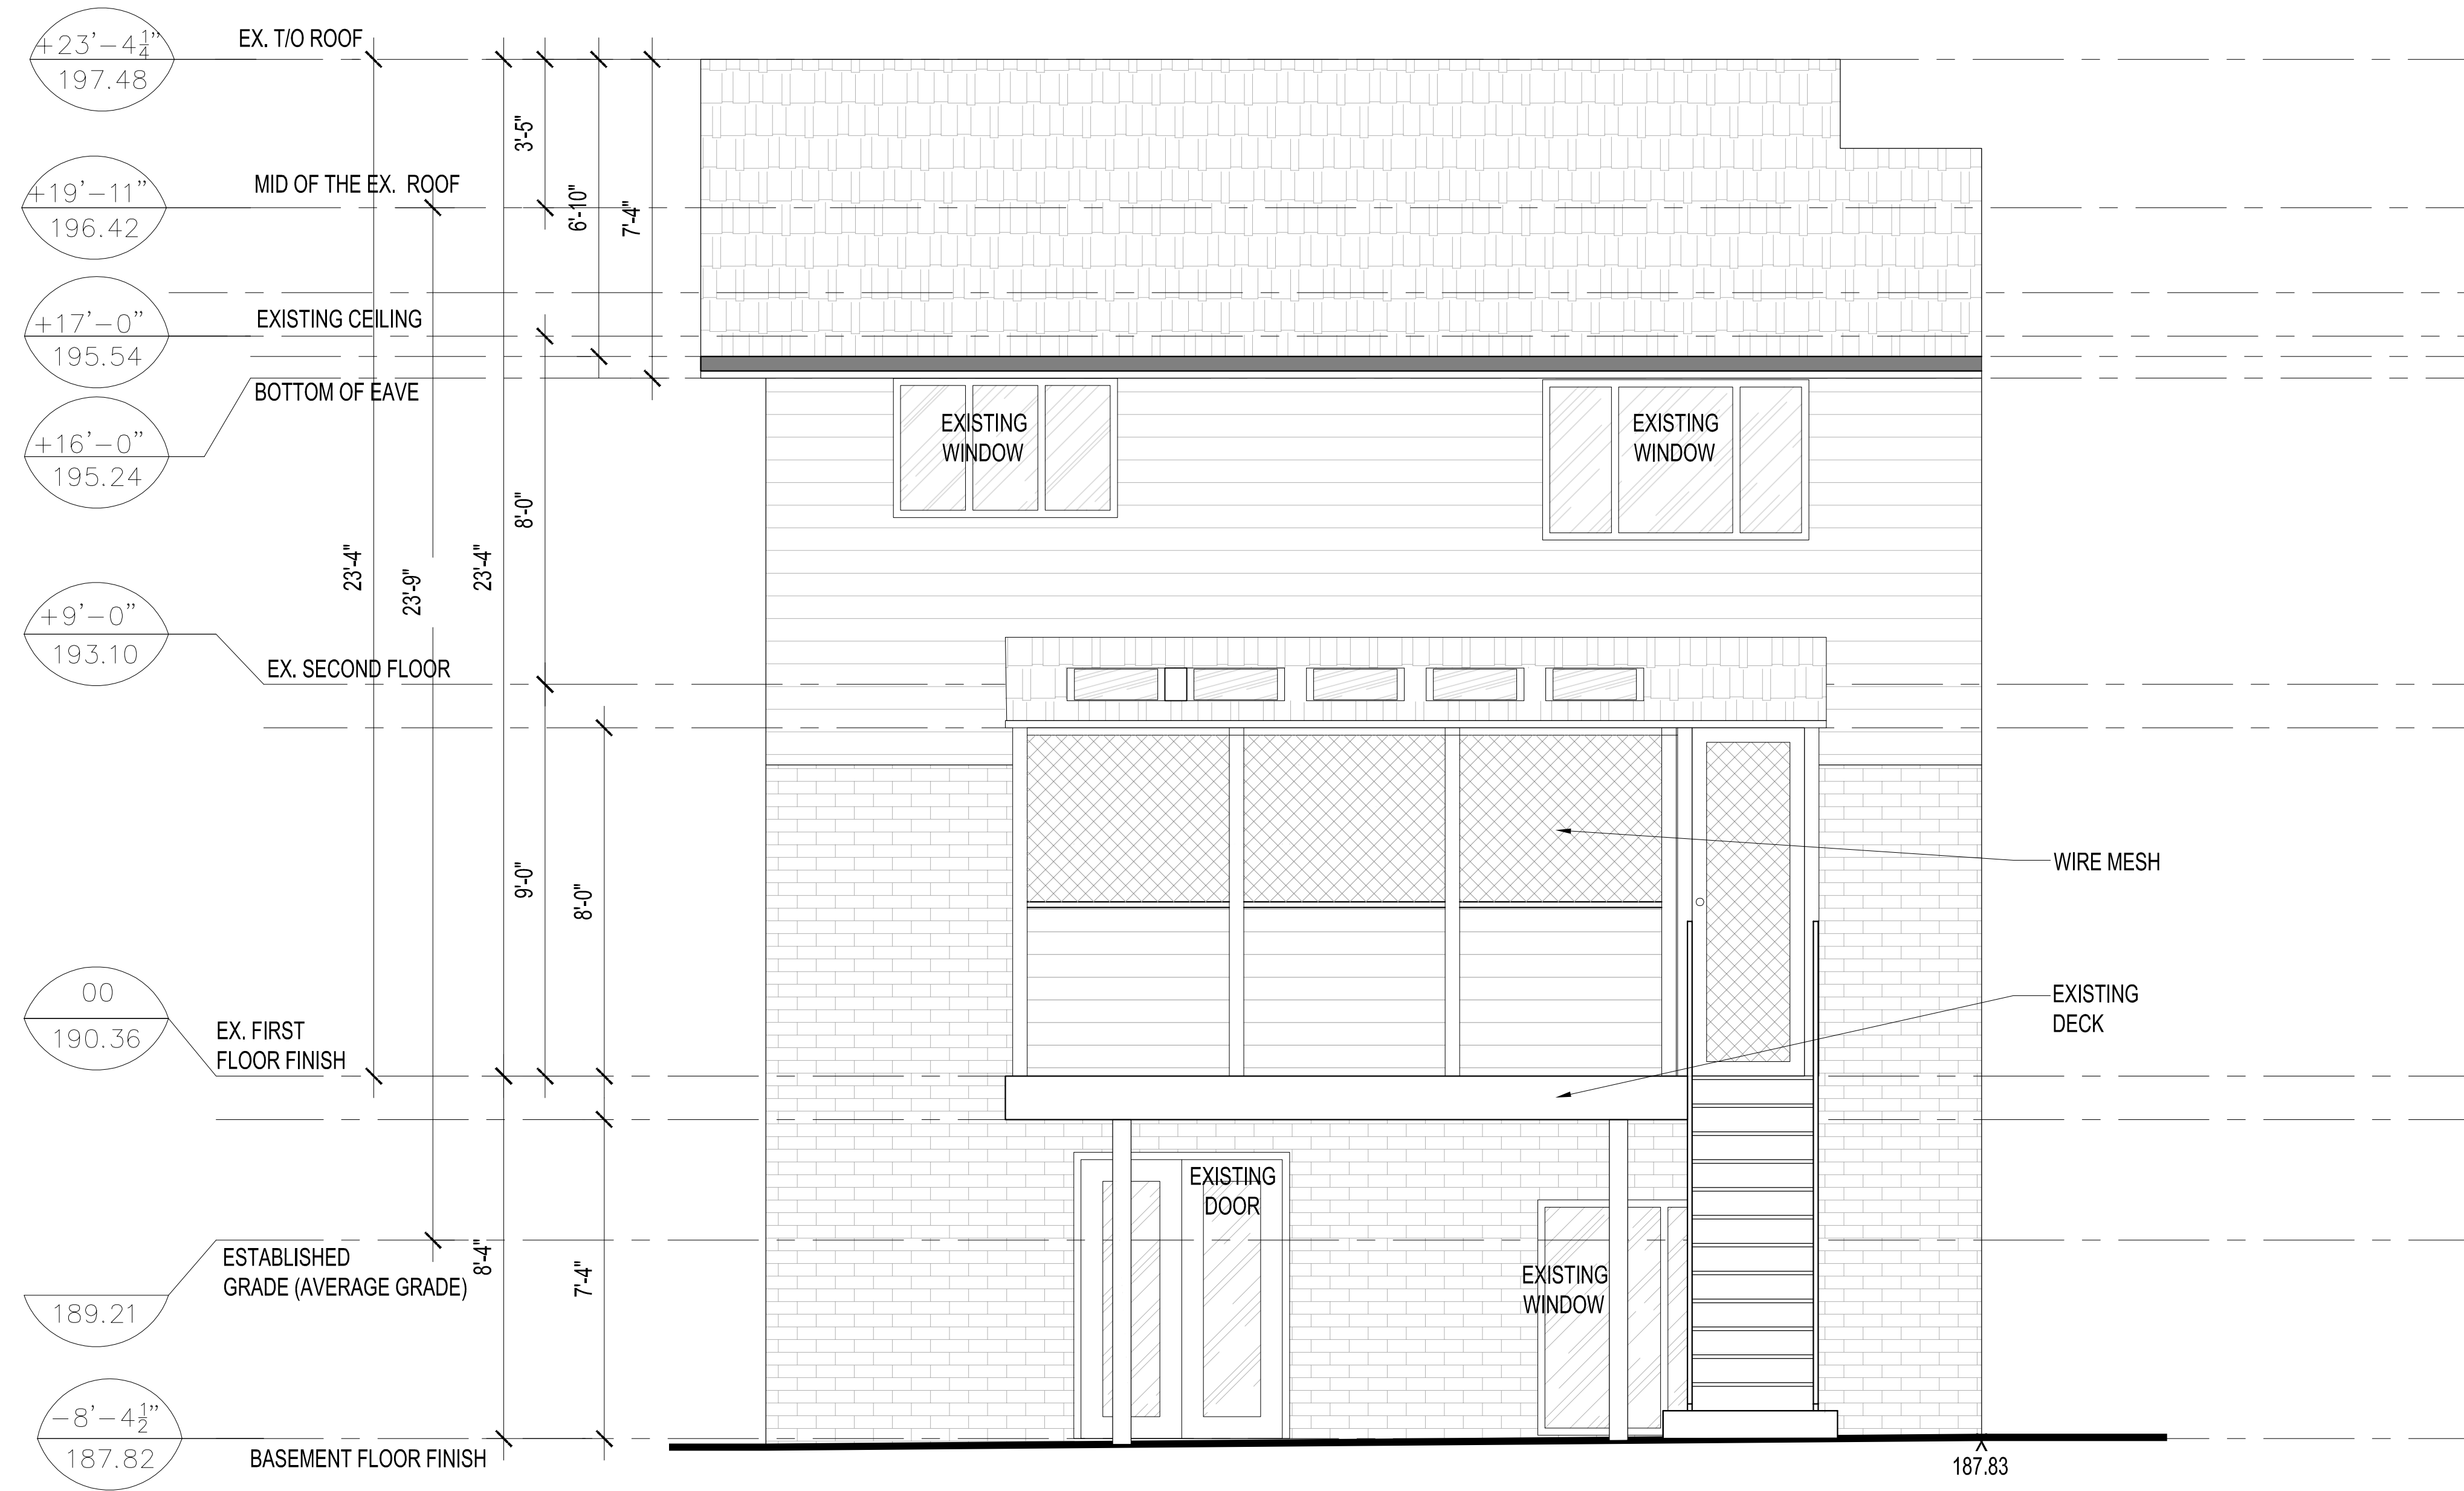 +23'-4 1/4"
197.48
EX. T/O ROOF
3'-5"
+19'-11"
196.42
MID OF THE EX. ROOF
6'-10"
7'-4"
+17'-0"
195.54
EXISTING CEILING
BOTTOM OF EAVE
+16'-0"
195.24
EXISTING
WINDOW
EXISTING
WINDOW
8'-0"
23'-4"
23'-9"
23'-4"
+9'-0"
193.10
EX. SECOND FLOOR
9'-0"
8'-0"
WIRE MESH
00
190.36
EX. FIRST
FLOOR FINISH
EXISTING
DECK
EXISTING
DOOR
ESTABLISHED
GRADE (AVERAGE GRADE)
189.21
8'-4"
7'-4"
EXISTING
WINDOW
-8'-4 1/2"
187.82
BASEMENT FLOOR FINISH
187.83